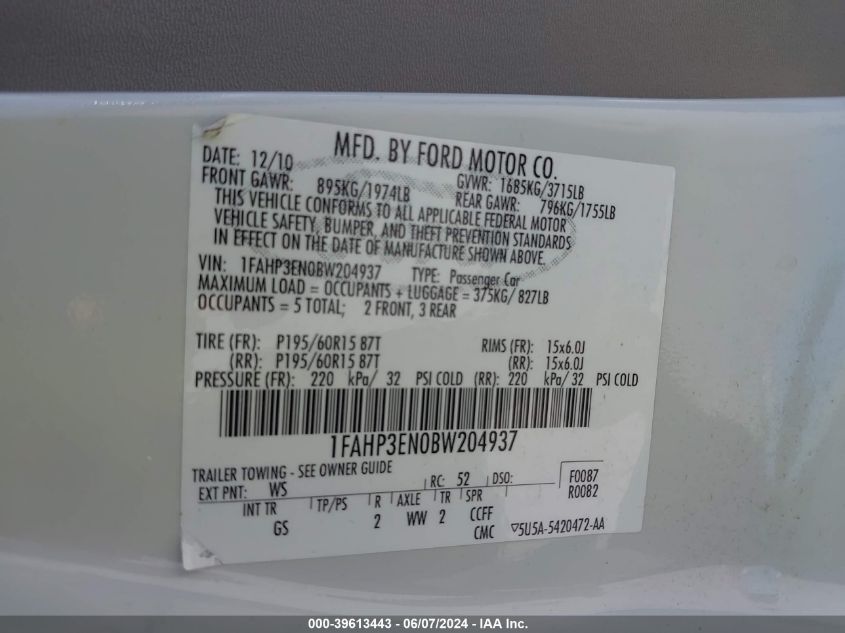 MFD. BY FORD MOTOR CO.
DATE: 12/10 GVWR: 1685KG/3715LB
FRONT GAWR: 895KG/1974LB REAR GAWR: 796KG/1755LB
THIS VEHICLE CONFORMS TO ALL APPLICABLE FEDERAL MOTOR
VEHICLE SAFETY, BUMPER, AND THEFT PREVENTION STANDARDS
IN EFFECT ON THE DATE OF MANUFACTURE SHOWN ABOVE.
VIN: 1FAHP3EN0BW204937 TYPE: Passenger Car
MAXIMUM LOAD = OCCUPANTS + LUGGAGE = 375KG/ 827LB
OCCUPANTS = 5 TOTAL; 2 FRONT, 3 REAR
TIRE (FR): P195/60R15 87T RIMS (FR): 15x6.0J
(RR): P195/60R15 87T (RR): 15x6.0J
PRESSURE (FR): 220 kPa/ 32 PSI COLD (RR): 220 kPa/ 32 PSI COLD
1FAHP3EN0BW204937
TRAILER TOWING - SEE OWNER GUIDE
EXT PNT: WS RC: 52 DSO: F0087
R0082
INT TR TP/PS R AXLE TR SPR
GS 2 WW 2 CCFF
CMC ▽5U5A-5420472-AA
000-39613443 - 06/07/2024 - IAA Inc.